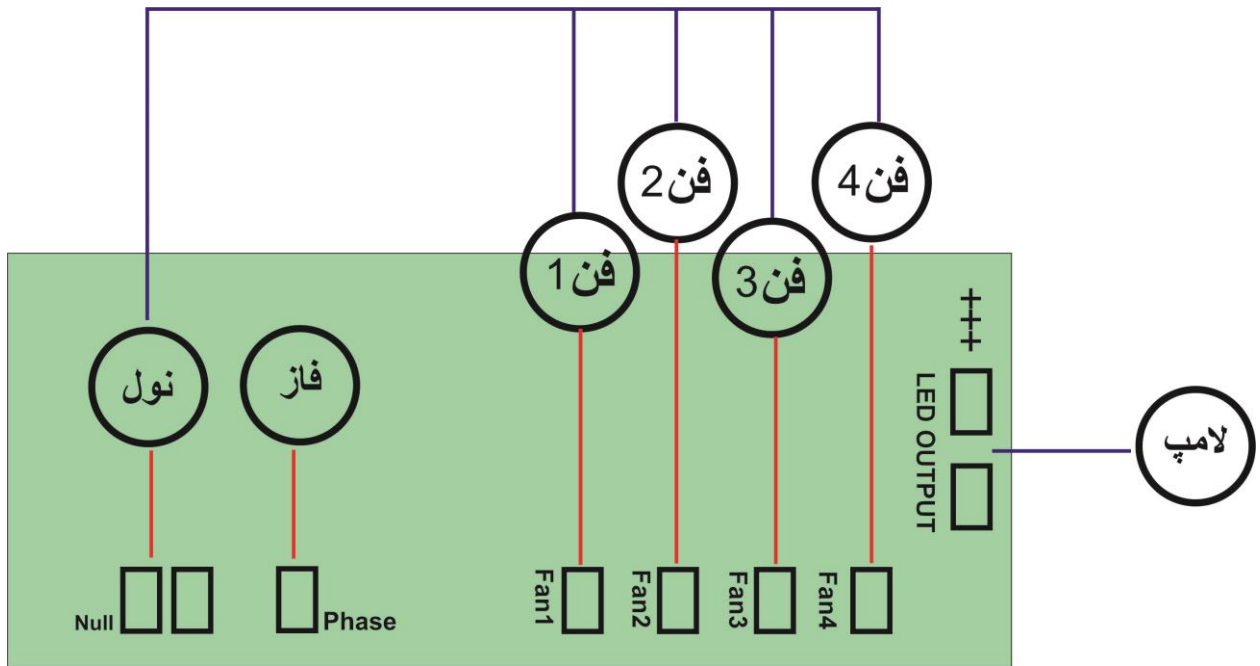 فن2
فن4
فن1
فن3
+++
نول
فاز
LED OUTPUT
لامپ
Null
Phase
Fan1
Fan2
Fan3
Fan4